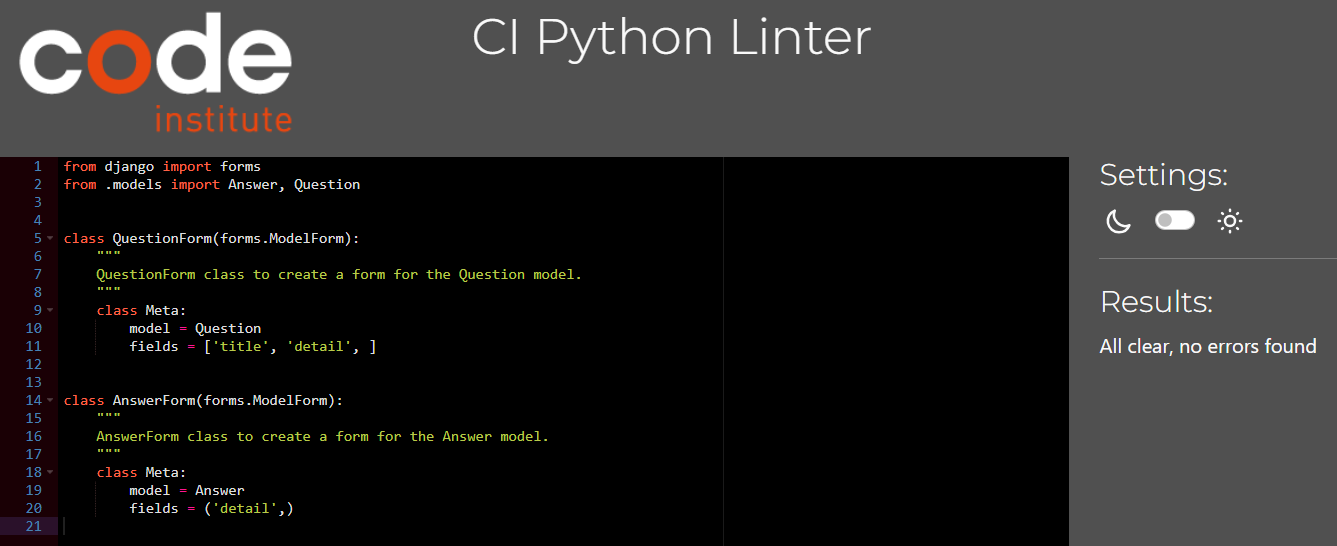 code
institute
CI Python Linter
1 from django import forms
2 from .models import Answer, Question
3
4
5 class QuestionForm(forms.ModelForm):
6     """
7     QuestionForm class to create a form for the Question model.
8     """
9     class Meta:
10         model = Question
11         fields = ['title', 'detail', ]
12
13
14 class AnswerForm(forms.ModelForm):
15     """
16     AnswerForm class to create a form for the Answer model.
17     """
18     class Meta:
19         model = Answer
20         fields = ('detail',)
21
Settings:
Results:
All clear, no errors found